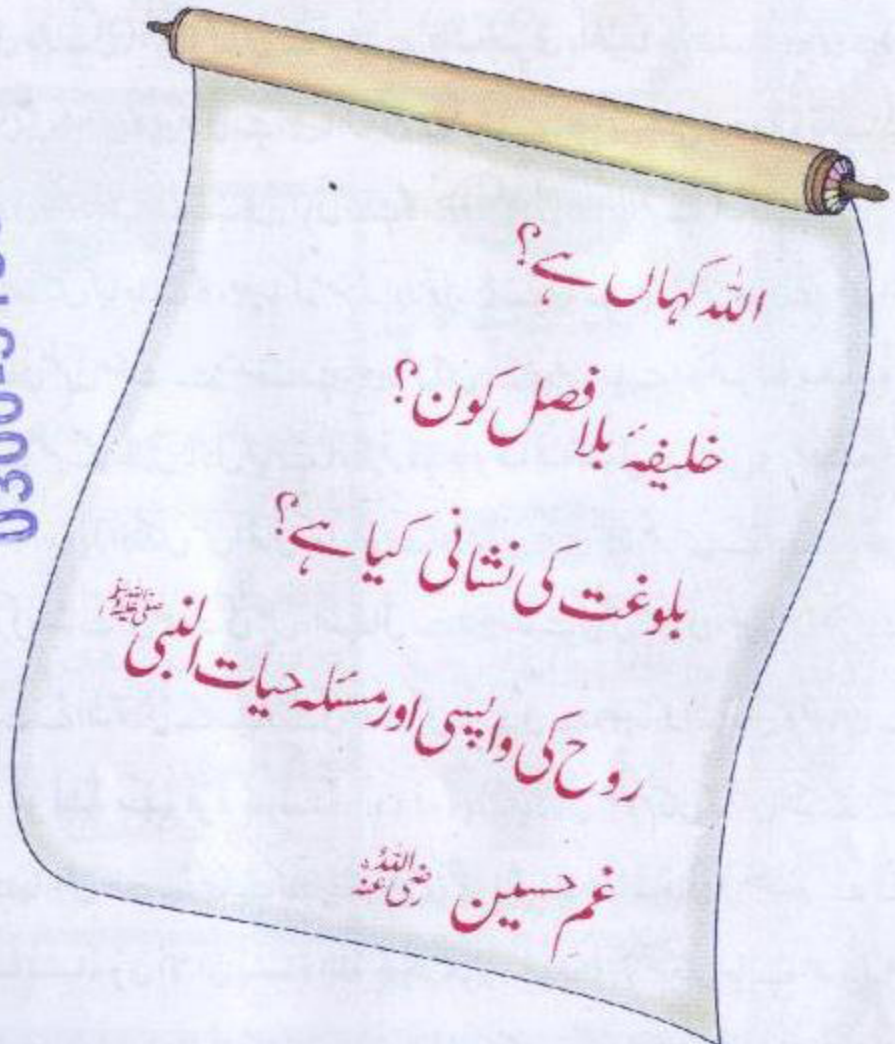 اللہ کہاں ہے؟
خلیفۂ بلا فصل کون؟
بلوغت کی نشانی کیا ہے؟
روح کی واپسی اور مسئلہ حیات النبی ﷺ
غمِ حسین رضی اللہ عنہ
0300-